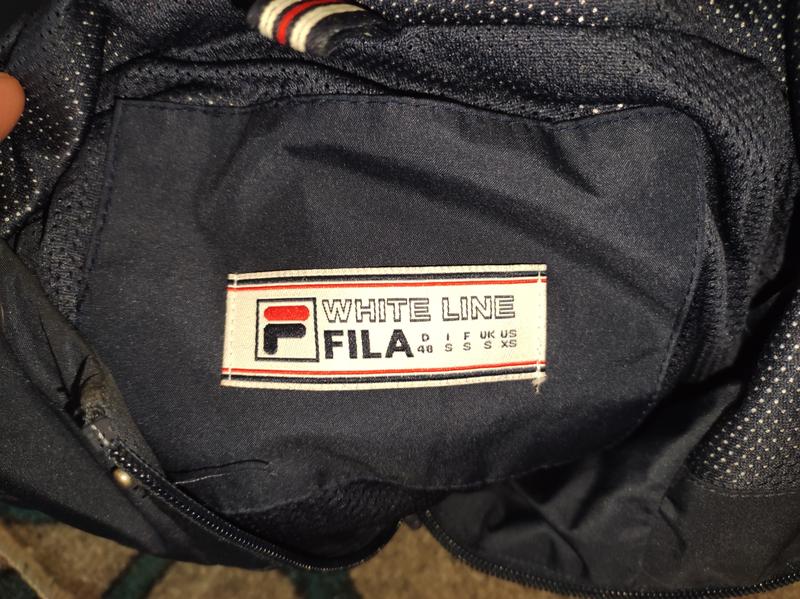 WHITE LINE
FILA
D I F UK US
48 S S S XS